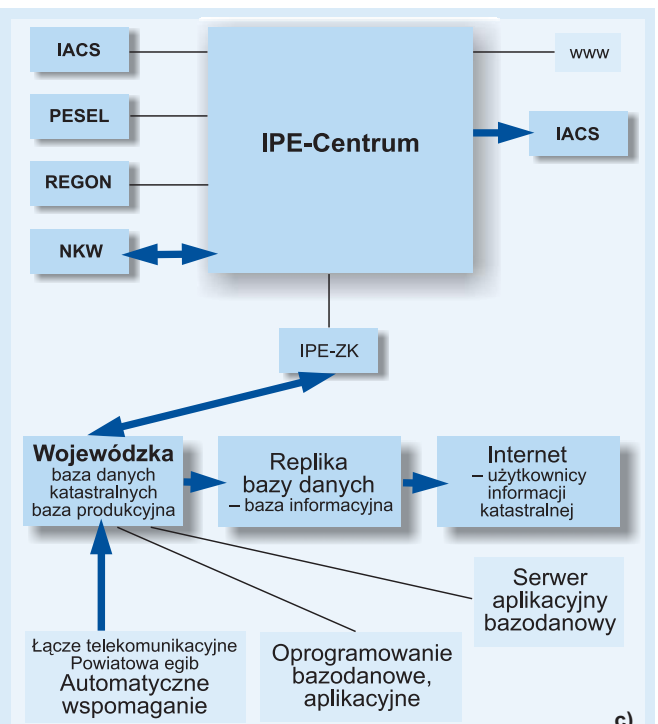 IACS
PESEL
REGON
NKW
IPE-Centrum
www
IACS
IPE-ZK
Wojewódzka
baza danych
katastralnych
baza produkcyjna
Replika
bazy danych
– baza informacyjna
Internet
– użytkownicy
informacji
katastralnej
Serwer
aplikacyjny
bazodanowy
Łącze telekomunikacyjne
Powiatowa egib
Automatyczne
wspomaganie
Oprogramowanie
bazodanowe,
aplikacyjne
c)